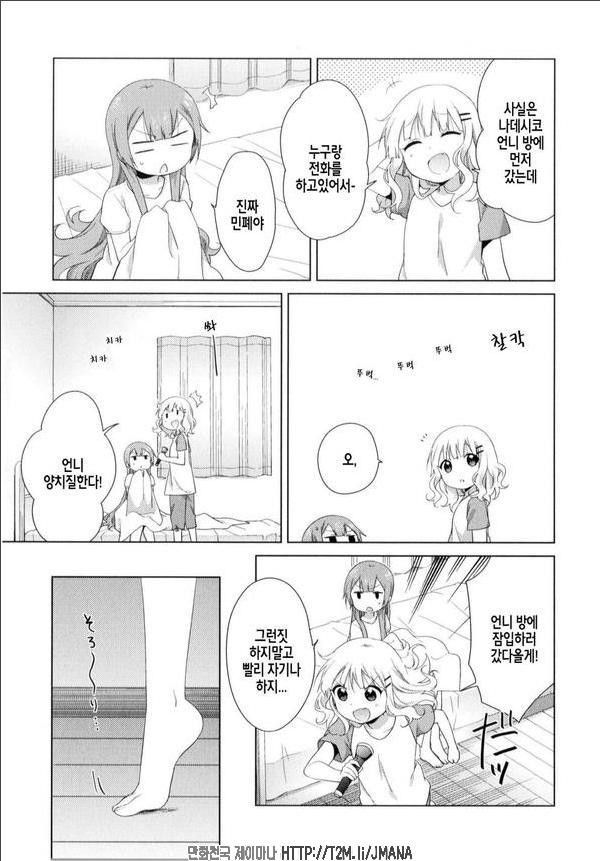 사실은
나데시코
언니 방에
먼저
갔는데
누구랑
전화를
하고있어서-
진짜
민폐야
찰칵
뚜벅
뚜벅
뚜벅
오,
치카
치카
언니
양치질한다!
언니 방에
잠입하러
갔다올게!
그런짓
하지말고
빨리 자기나
하지...
そろ～り…
만화천국 제이마나 HTTP://T2M.li/JMANA